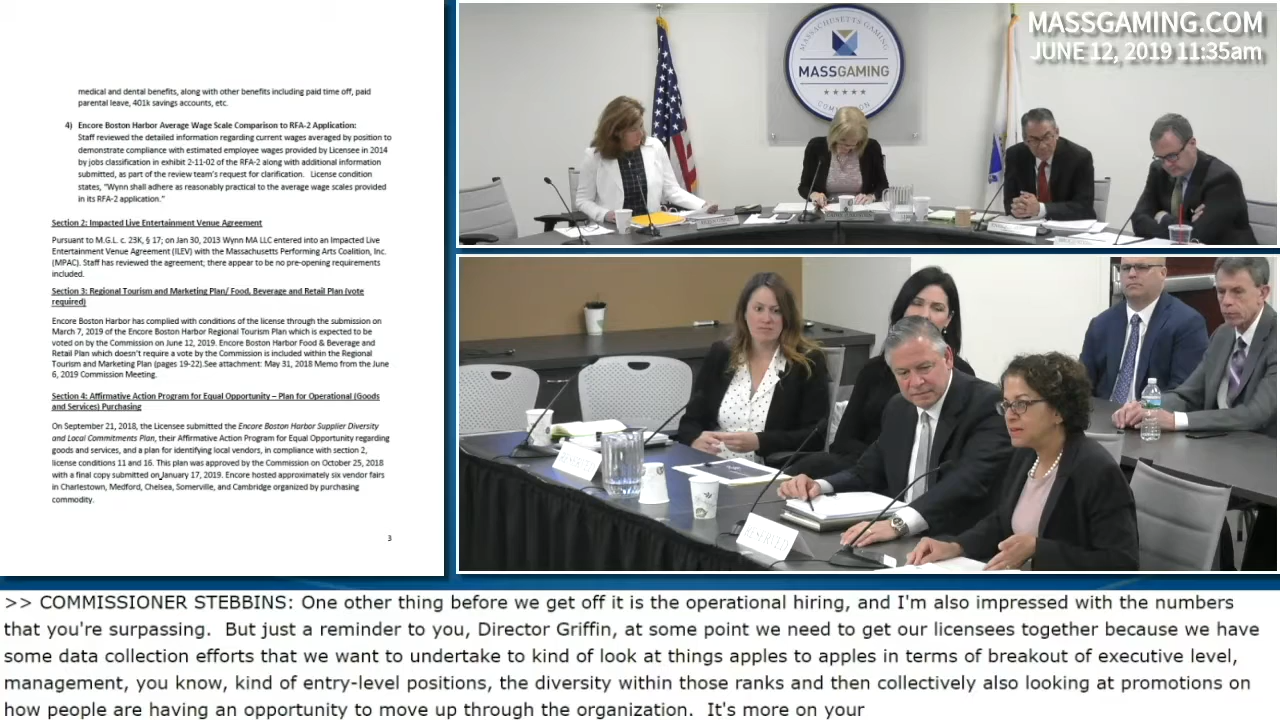 medical and dental benefits, along with other benefits including paid time off, paid
parental leave, 401k savings accounts, etc.
4) Encore Boston Harbor Average Wage Scale Comparison to RFA-2 Application:
Staff reviewed the detailed information regarding current wages averaged by position to
demonstrate compliance with estimated employee wages provided by Licensee in 2014
by jobs classification in exhibit 2-11-02 of the RFA-2 along with additional information
submitted, as part of the review team's request for clarification. License condition
states, "Wynn shall adhere as reasonably practical to the average wage scales provided
in its RFA-2 application."
Section 2: Impacted Live Entertainment Venue Agreement
Pursuant to M.G.L. c. 23K, § 17; on Jan 30, 2013 Wynn MA LLC entered into an Impacted Live
Entertainment Venue Agreement (ILEV) with the Massachusetts Performing Arts Coalition, Inc.
(MPAC). Staff has reviewed the agreement; there appear to be no pre-opening requirements
included.
Section 3: Regional Tourism and Marketing Plan/ Food, Beverage and Retail Plan (vote
required)
Encore Boston Harbor has complied with conditions of the license through the submission on
March 7, 2019 of the Encore Boston Harbor Regional Tourism Plan which is expected to be
voted on by the Commission on June 12, 2019. Encore Boston Harbor Food & Beverage and
Retail Plan which doesn't require a vote by the Commission is included within the Regional
Tourism and Marketing Plan (pages 19-22).See attachment: May 31, 2018 Memo from the June
6, 2019 Commission Meeting.
Section 4: Affirmative Action Program for Equal Opportunity – Plan for Operational (Goods
and Services) Purchasing
On September 21, 2018, the Licensee submitted the Encore Boston Harbor Supplier Diversity
and Local Commitments Plan, their Affirmative Action Program for Equal Opportunity regarding
goods and services, and a plan for identifying local vendors, in compliance with section 2,
license conditions 11 and 16. This plan was approved by the Commission on October 25, 2018
with a final copy submitted on January 17, 2019. Encore hosted approximately six vendor fairs
in Charlestown, Medford, Chelsea, Somerville, and Cambridge organized by purchasing
commodity.
3
MASSACHUSETTS GAMING
MASSGAMING
COMMISSION
MASSGAMING.COM
JUNE 12, 2019 11:35am
RESERVED
RESERVED
>> COMMISSIONER STEBBINS: One other thing before we get off it is the operational hiring, and I'm also impressed with the numbers
that you're surpassing. But just a reminder to you, Director Griffin, at some point we need to get our licensees together because we have
some data collection efforts that we want to undertake to kind of look at things apples to apples in terms of breakout of executive level,
management, you know, kind of entry-level positions, the diversity within those ranks and then collectively also looking at promotions on
how people are having an opportunity to move up through the organization. It's more on your